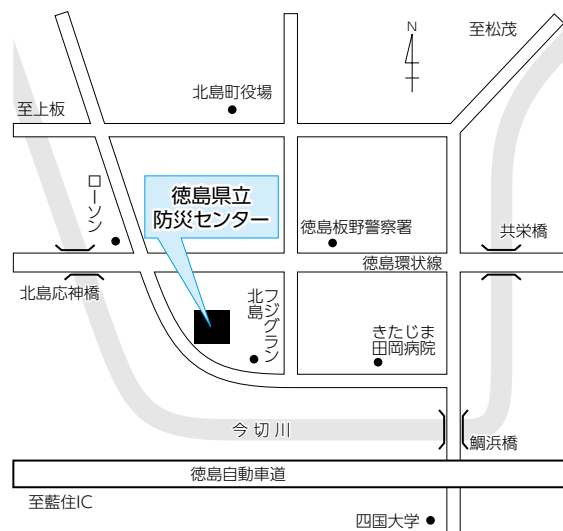 N
至松茂
北島町役場
至上板
徳島県立
防災センター
ローソン
徳島板野警察署
共栄橋
徳島環状線
北島応神橋
フジグラン
北島
きたじま
田岡病院
今切川
鯛浜橋
徳島自動車道
至藍住IC
四国大学